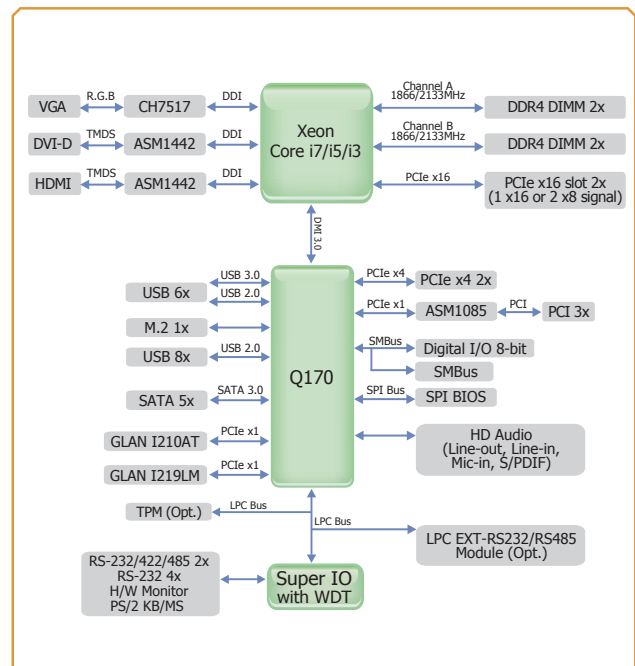 VGA
R.G.B
CH7517
DDI
DVI-D
TMDS
ASM1442
DDI
HDMI
TMDS
ASM1442
DDI
Xeon
Core i7/i5/i3
Channel A
1866/2133MHz
DDR4 DIMM 2x
Channel B
1866/2133MHz
DDR4 DIMM 2x
PCIe x16
PCIe x16 slot 2x
(1 x16 or 2 x8 signal)
DMI 3.0
USB 6x
USB 3.0
USB 2.0
M.2 1x
USB 8x
USB 2.0
SATA 5x
SATA 3.0
GLAN I210AT
PCIe x1
GLAN I219LM
PCIe x1
Q170
PCIe x4
PCIe x4 2x
PCIe x1
ASM1085
PCI
PCI 3x
SMBus
Digital I/O 8-bit
SMBus
SPI Bus
SPI BIOS
HD Audio
(Line-out, Line-in,
Mic-in, S/PDIF)
TPM (Opt.)
LPC Bus
LPC Bus
LPC EXT-RS232/RS485
Module (Opt.)
RS-232/422/485 2x
RS-232 4x
H/W Monitor
PS/2 KB/MS
Super IO
with WDT